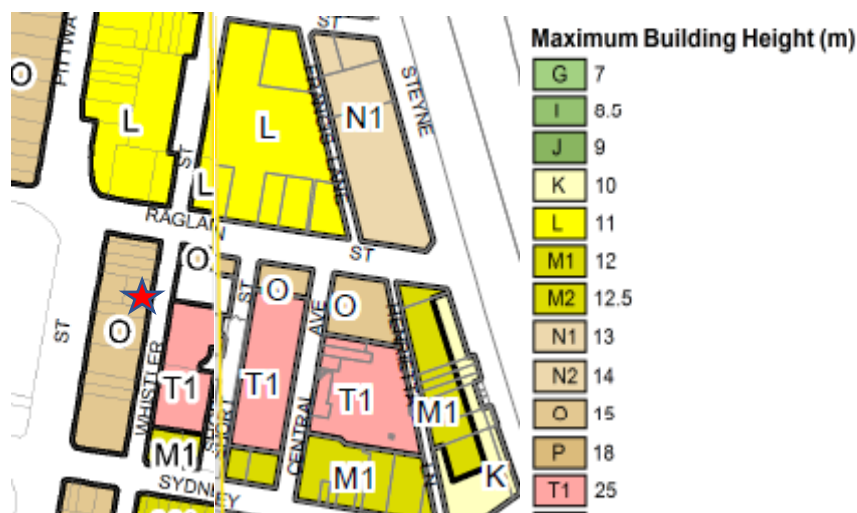 Maximum Building Height (m)
G 7
I 8.5
J 9
K 10
L 11
M1 12
M2 12.5
N1 13
N2 14
O 15
P 18
T1 25
ST
O
PITTWA
L
ST
L
L
N1
STEYNE
RAGLAN
ST
O
ST
O
O
AVE
ST
O
WHISTLER
T1
T1
T1
M1
K
M1
M1
CENTRAL
SYDNEY